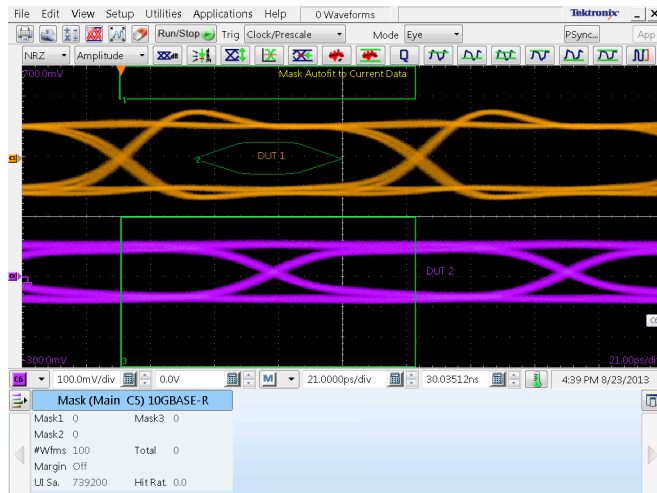 File Edit View Setup Utilities Applications Help 0 Waveforms Tektronix
Run/Stop Trig Clock/Prescale Mode Eye PSync... App
NRZ Amplitude
700.0mV Mask Autofit to Current Data
1
C5
2 DUT 1
C6 DUT 2
C6
-300.0mV 3 21.00ps/div
C6 100.0mV/div 0.0V M 21.0000ps/div 30.03512ns 4:39 PM 8/23/2013
Mask (Main C5) 10GBASE-R
Mask1 0 Mask3 0
Mask2 0
#Wfms 100 Total 0
Margin Off
UI Sa. 739200 Hit Rat. 0.0